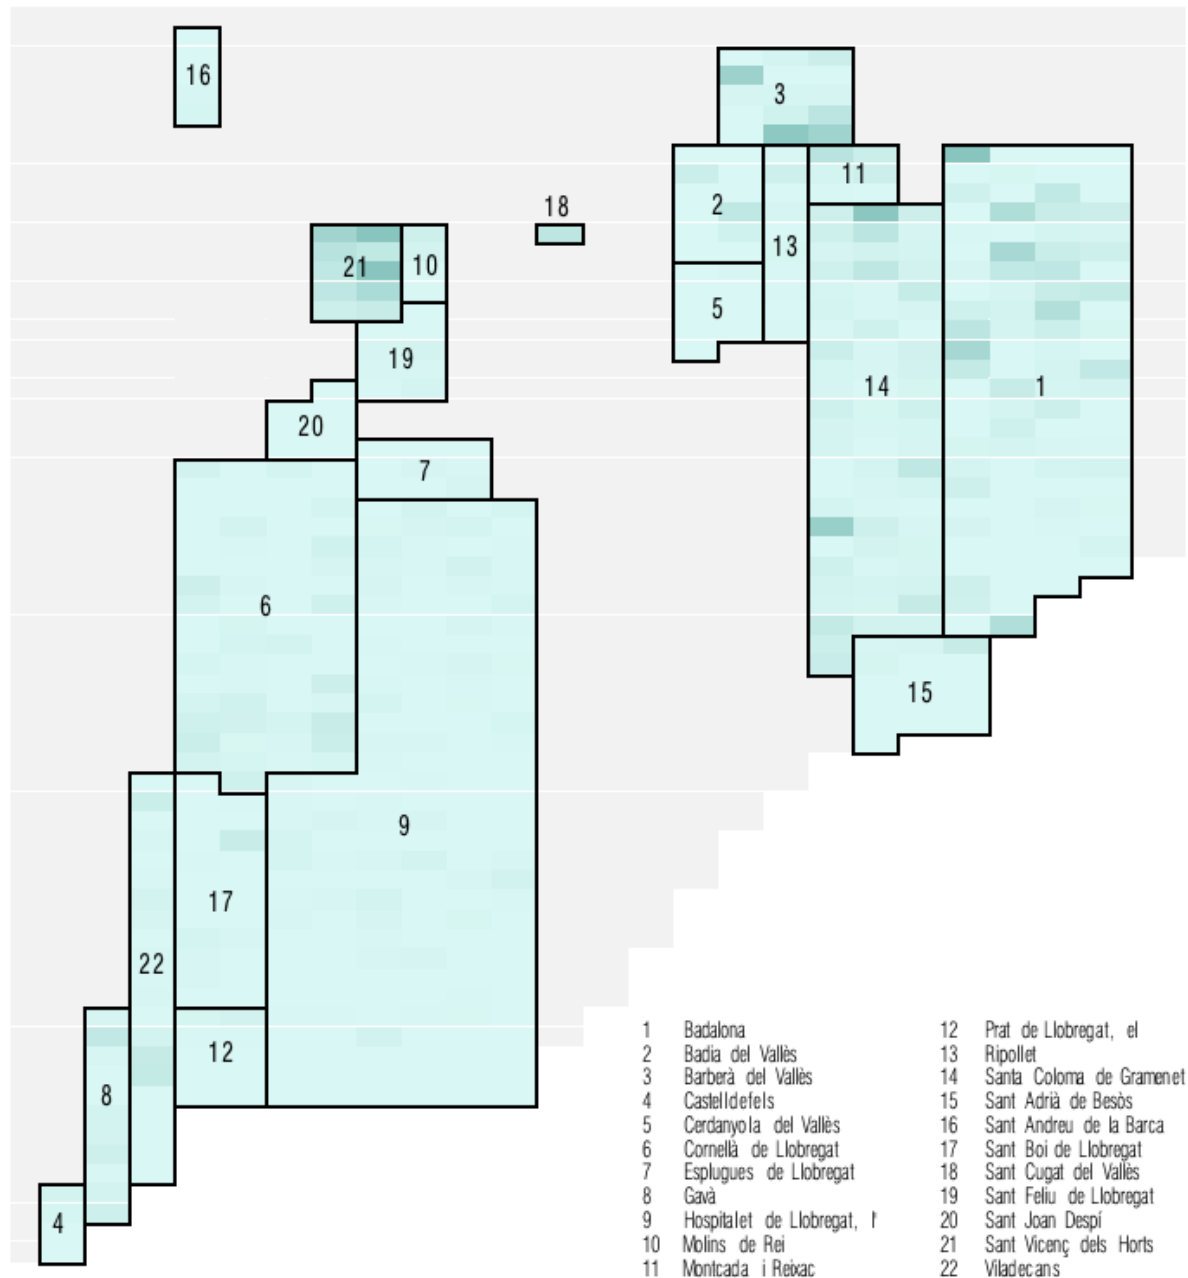 16
3
11
2
18
13
21
10
5
19
14
1
20
7
6
15
9
17
22
12
8
4
1 Badalona
2 Badia del Vallès
3 Barberà del Vallès
4 Castelldefels
5 Cerdanyola del Vallès
6 Cornellà de Llobregat
7 Esplugues de Llobregat
8 Gavà
9 Hospitalet de Llobregat, l'
10 Molins de Rei
11 Montcada i Reixac
12 Prat de Llobregat, el
13 Ripollet
14 Santa Coloma de Gramenet
15 Sant Adrià de Besòs
16 Sant Andreu de la Barca
17 Sant Boi de Llobregat
18 Sant Cugat del Vallès
19 Sant Feliu de Llobregat
20 Sant Joan Despí
21 Sant Vicenç dels Horts
22 Viladecans